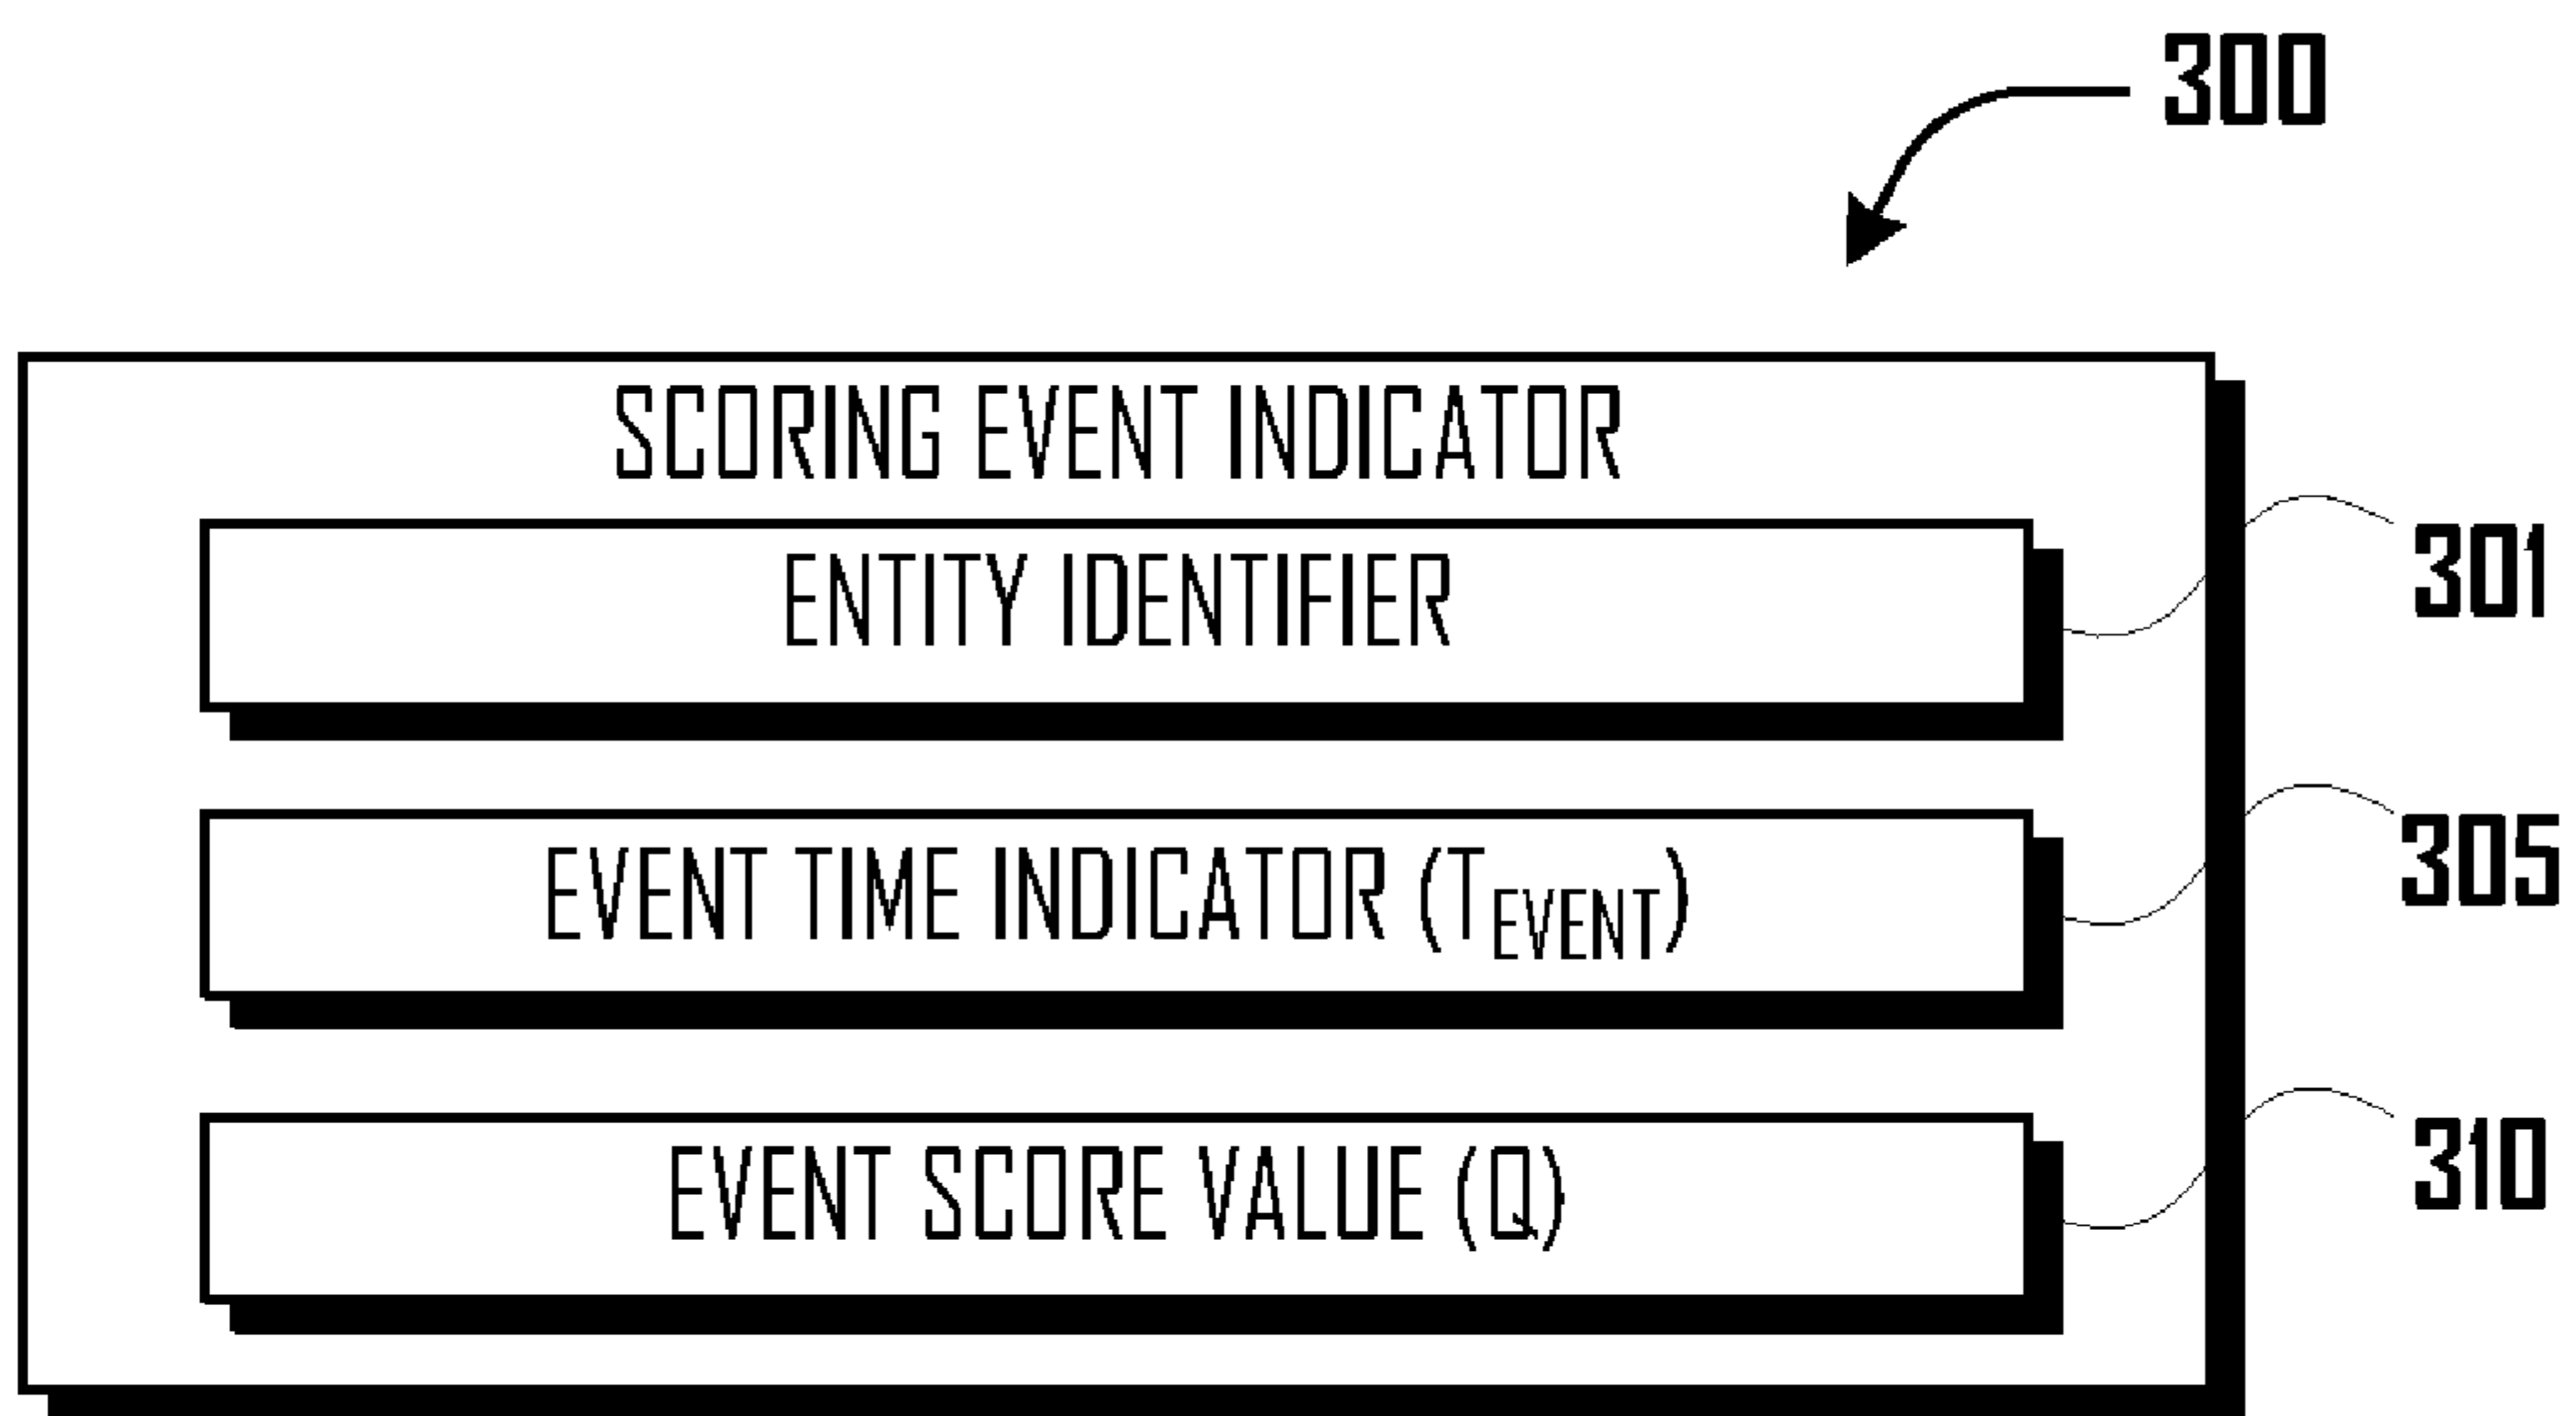 300
SCORING EVENT INDICATOR
ENTITY IDENTIFIER
301
EVENT TIME INDICATOR (TEVENT)
305
EVENT SCORE VALUE (Q)
310